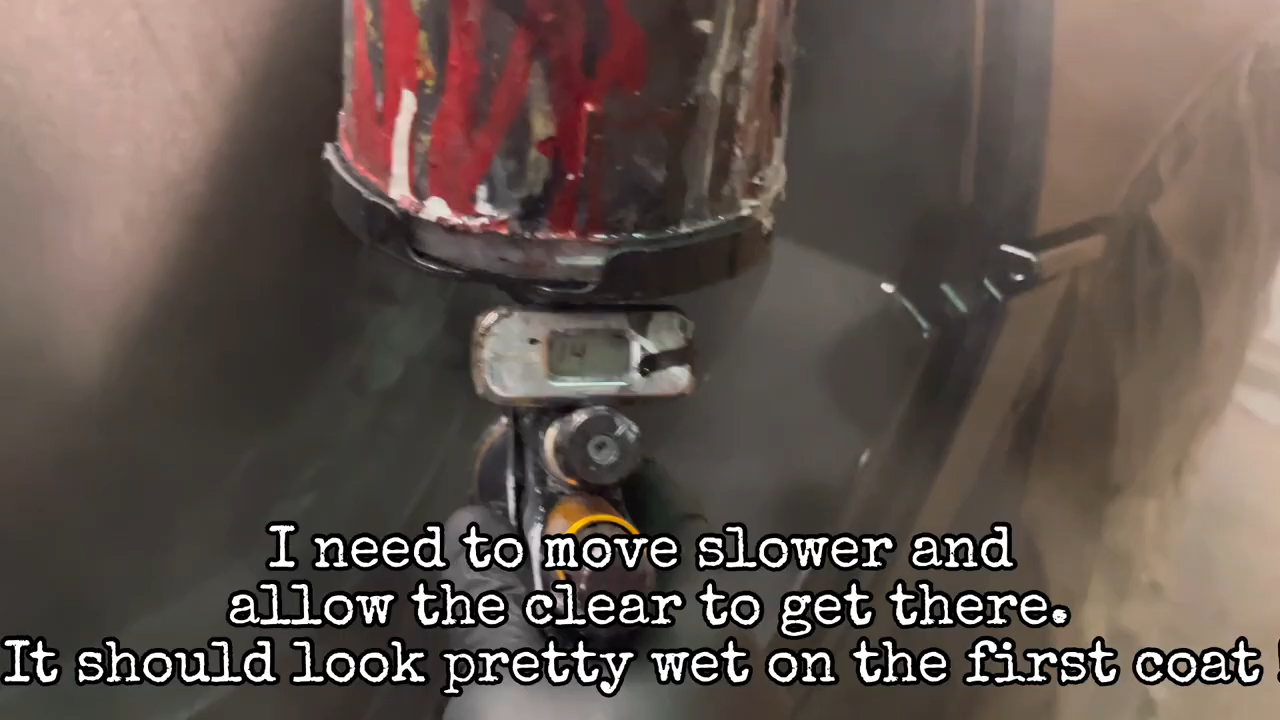 I need to move slower and
allow the clear to get there.
It should look pretty wet on the first coat !